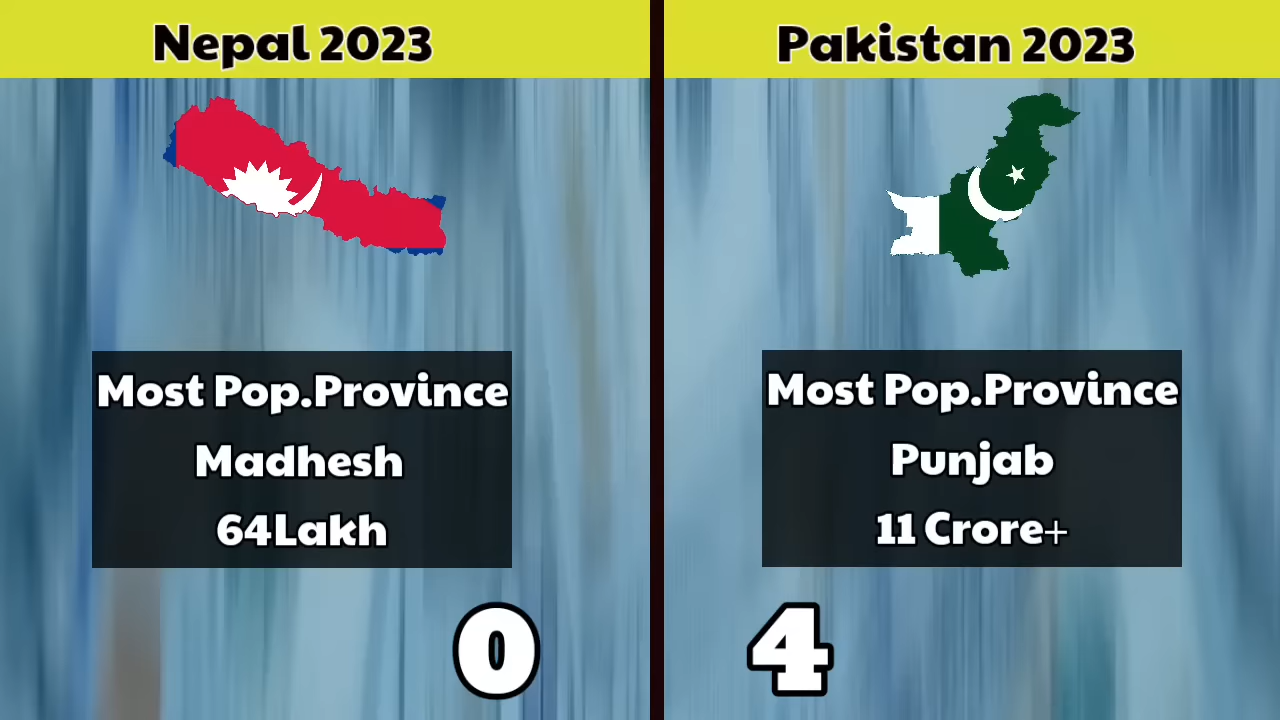 Nepal 2023
Most Pop.Province
Madhesh
64Lakh
0
Pakistan 2023
Most Pop.Province
Punjab
11 Crore+
4